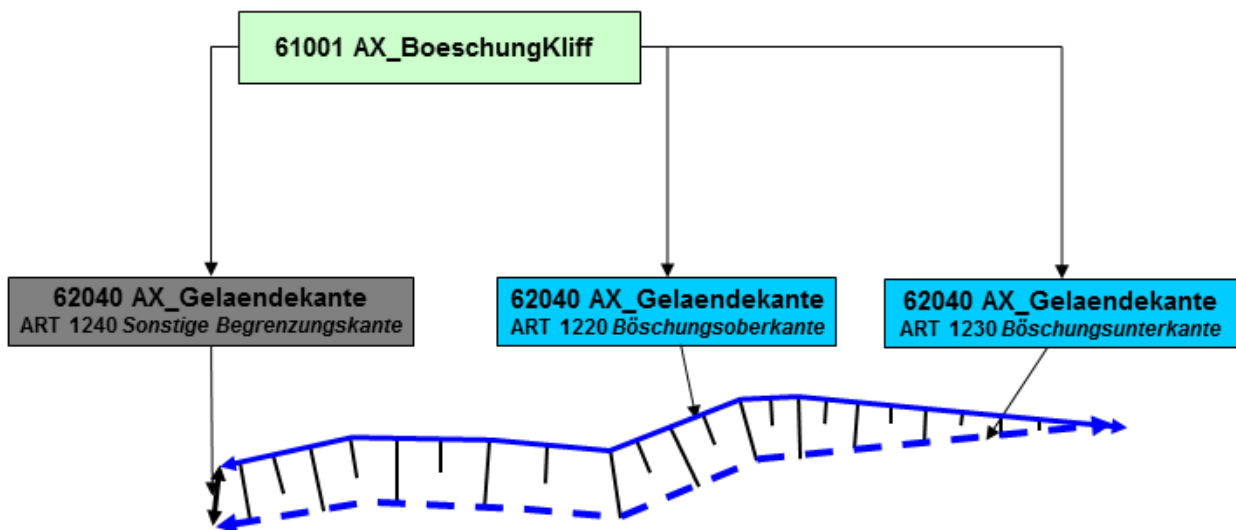 61001 AX_BoeschungKliff
62040 AX_Gelaendekante
ART 1240 Sonstige Begrenzungskante
62040 AX_Gelaendekante
ART 1220 Böschungsoberkante
62040 AX_Gelaendekante
ART 1230 Böschungsunterkante